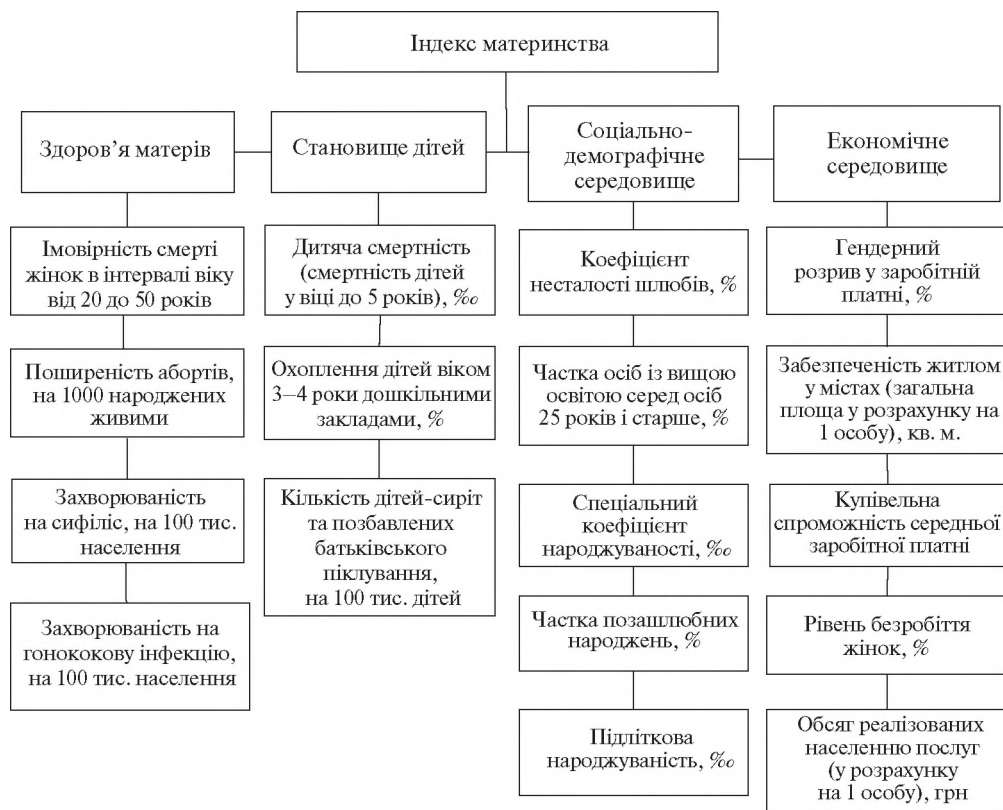 Індекс материнства
Здоров’я матерів
Становище дітей
Соціально-
демографічне
середовище
Економічне
середовище
Імовірність смерті
жінок в інтервалі віку
від 20 до 50 років
Поширеність абортів,
на 1000 народжених
живими
Захворюваність
на сифіліс, на 100 тис.
населення
Захворюваність на
гонококову інфекцію,
на 100 тис. населення
Дитяча смертність
(смертність дітей
у віці до 5 років), ‰
Охоплення дітей віком
3–4 роки дошкільними
закладами, %
Кількість дітей-сиріт
та позбавлених
батьківського
піклування,
на 100 тис. дітей
Коефіцієнт
несталості шлюбів, %
Частка осіб із вищою
освітою серед осіб
25 років і старше, %
Спеціальний
коефіцієнт
народжуваності, ‰
Частка позашлюбних
народжень, %
Підліткова
народжуваність, ‰
Гендерний
розрив у заробітній
платні, %
Забезпеченість житлом
у містах (загальна
площа у розрахунку на
1 особу), кв. м.
Купівельна
спроможність середньої
заробітної платні
Рівень безробіття
жінок, %
Обсяг реалізованих
населенню послуг
(у розрахунку
на 1 особу), грн